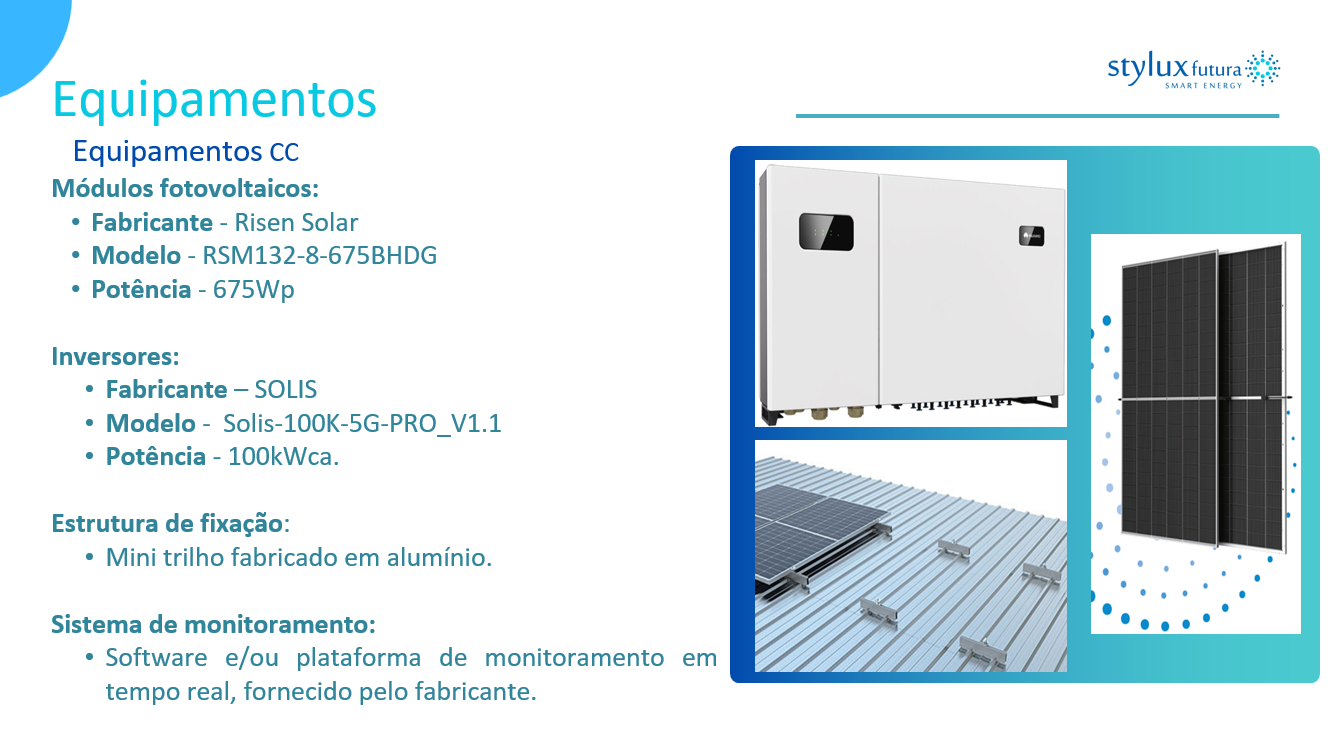 stylux futura
SMART ENERGY
Equipamentos
Equipamentos CC
Módulos fotovoltaicos:
• Fabricante - Risen Solar
• Modelo - RSM132-8-675BHDG
• Potência - 675Wp
Inversores:
• Fabricante – SOLIS
• Modelo - Solis-100K-5G-PRO_V1.1
• Potência - 100kWca.
Estrutura de fixação:
• Mini trilho fabricado em alumínio.
Sistema de monitoramento:
• Software e/ou plataforma de monitoramento em
tempo real, fornecido pelo fabricante.